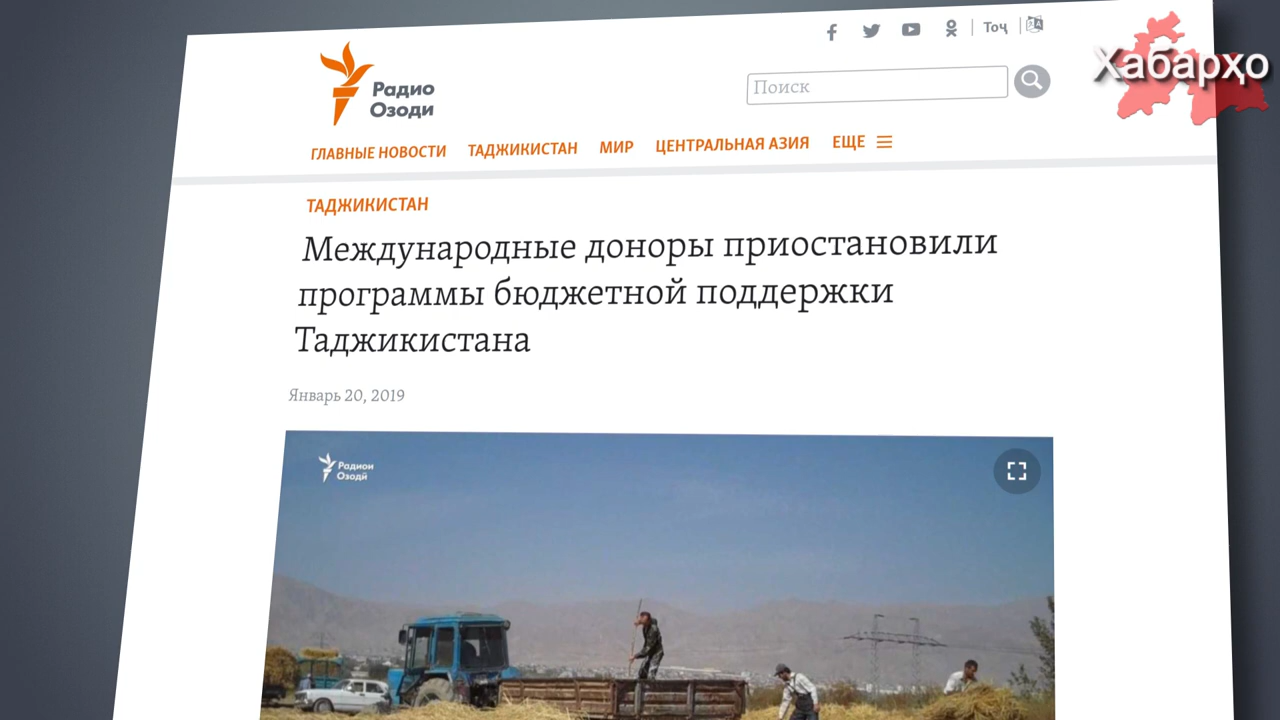 Тоҷ
Хабарҳо
Радио
Озоди
Поиск
ГЛАВНЫЕ НОВОСТИ ТАДЖИКИСТАН МИР ЦЕНТРАЛЬНАЯ АЗИЯ ЕЩЕ
ТАДЖИКИСТАН
Международные доноры приостановили
программы бюджетной поддержки
Таджикистана
Январь 20, 2019
Радиои
Озодӣ